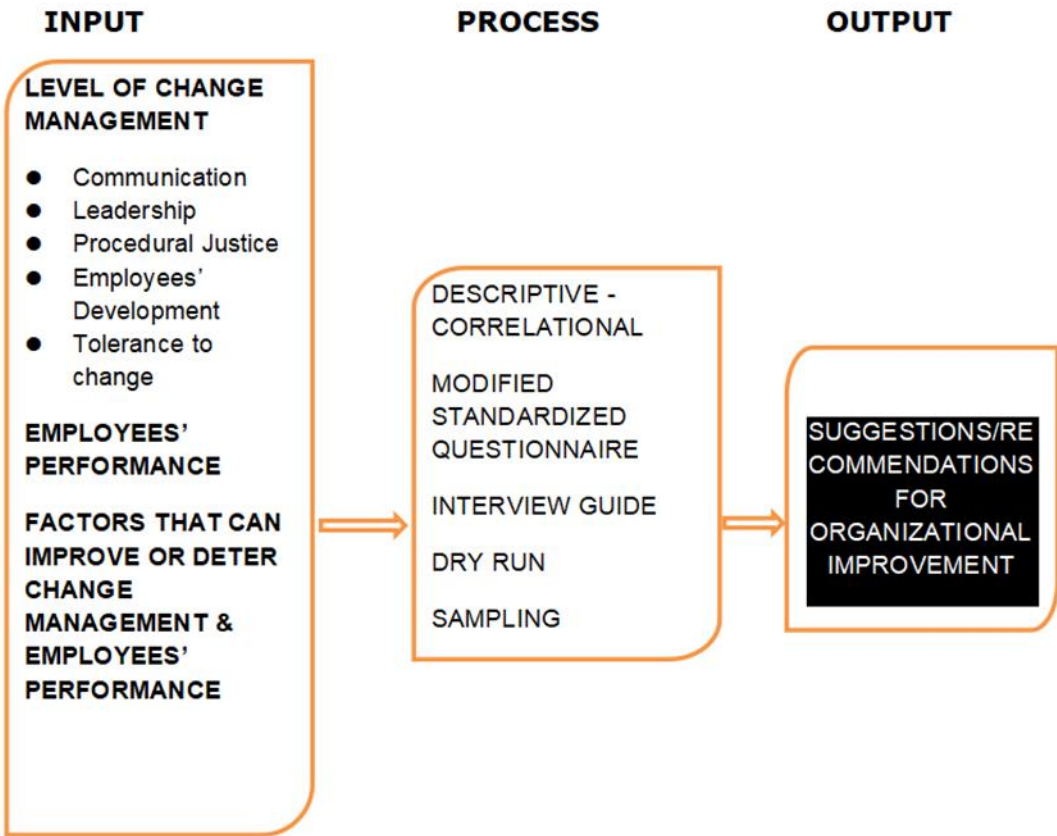 INPUT
PROCESS
OUTPUT
LEVEL OF CHANGE
MANAGEMENT
● Communication
● Leadership
● Procedural Justice
● Employees’
Development
● Tolerance to
change
EMPLOYEES’
PERFORMANCE
FACTORS THAT CAN
IMPROVE OR DETER
CHANGE
MANAGEMENT &
EMPLOYEES’
PERFORMANCE
DESCRIPTIVE -
CORRELATIONAL
MODIFIED
STANDARDIZED
QUESTIONNAIRE
INTERVIEW GUIDE
DRY RUN
SAMPLING
SUGGESTIONS/RE
COMMENDATIONS
FOR
ORGANIZATIONAL
IMPROVEMENT